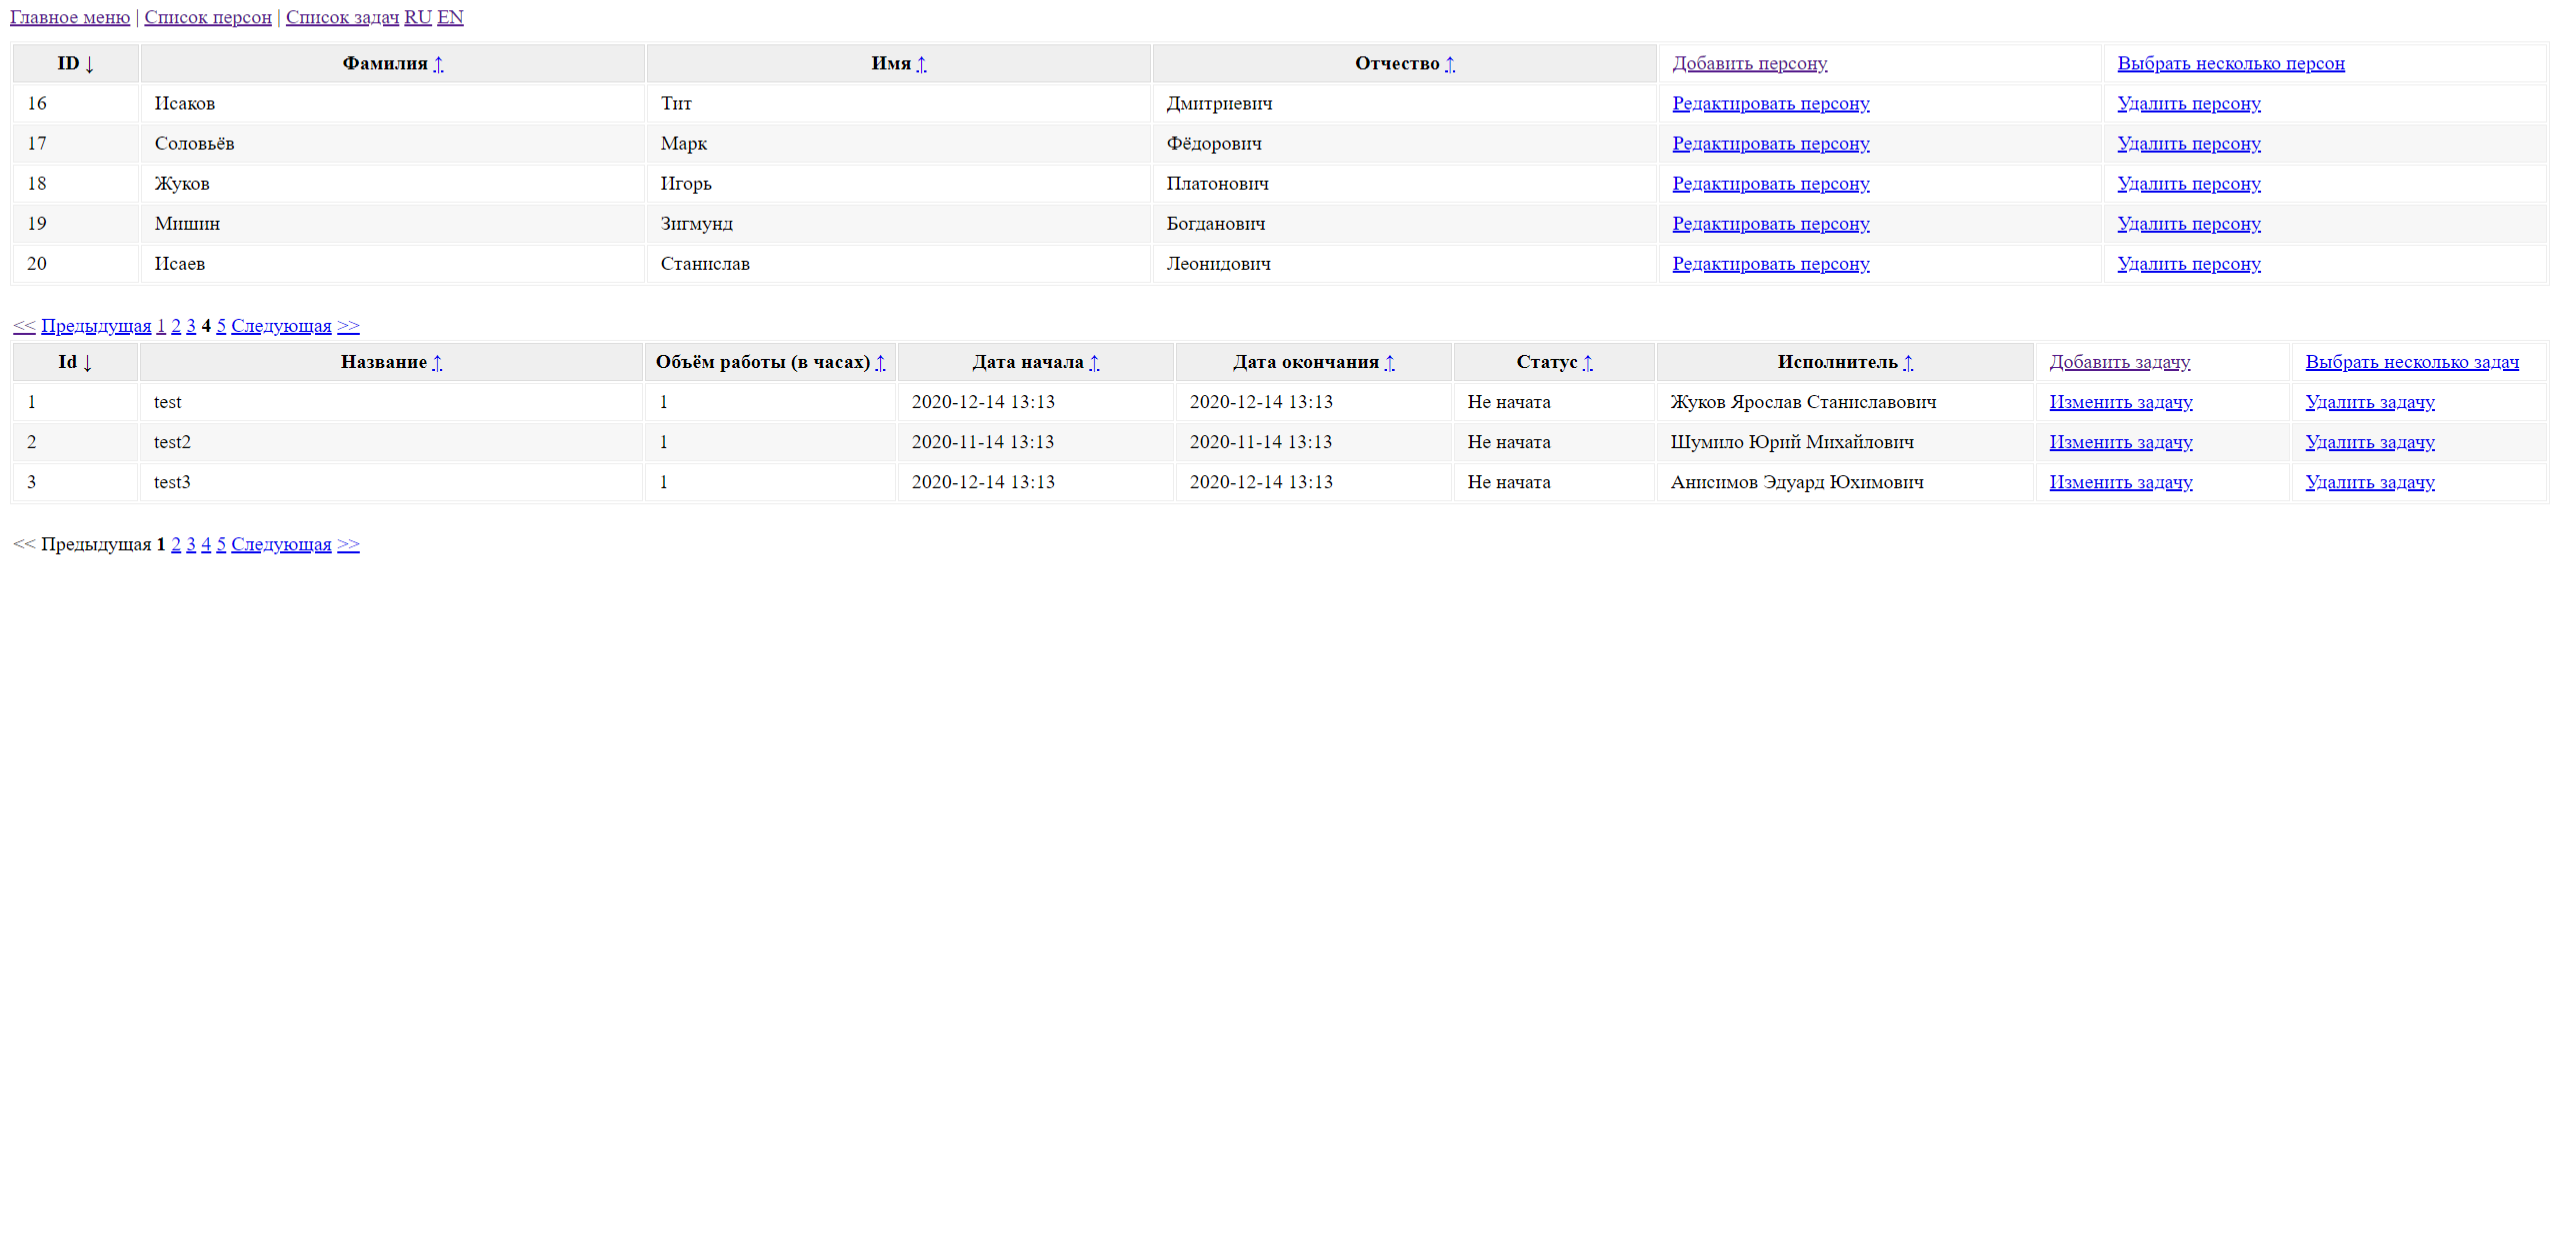 Главное меню | Список персон | Список задач RU EN
ID ↓ Фамилия ↑ Имя ↑ Отчество ↑ Добавить персону Выбрать несколько персон
16 Исаков Тит Дмитриевич Редактировать персону Удалить персону
17 Соловьёв Марк Фёдорович Редактировать персону Удалить персону
18 Жуков Игорь Платонович Редактировать персону Удалить персону
19 Мишин Зигмунд Богданович Редактировать персону Удалить персону
20 Исаев Станислав Леонидович Редактировать персону Удалить персону
<< Предыдущая 1 2 3 4 5 Следующая >>
Id ↓ Название ↑ Объём работы (в часах) ↑ Дата начала ↑ Дата окончания ↑ Статус ↑ Исполнитель ↑ Добавить задачу Выбрать несколько задач
1 test 1 2020-12-14 13:13 2020-12-14 13:13 Не начата Жуков Ярослав Станиславович Изменить задачу Удалить задачу
2 test2 1 2020-11-14 13:13 2020-11-14 13:13 Не начата Шумило Юрий Михайлович Изменить задачу Удалить задачу
3 test3 1 2020-12-14 13:13 2020-12-14 13:13 Не начата Анисимов Эдуард Юхимович Изменить задачу Удалить задачу
<< Предыдущая 1 2 3 4 5 Следующая >>